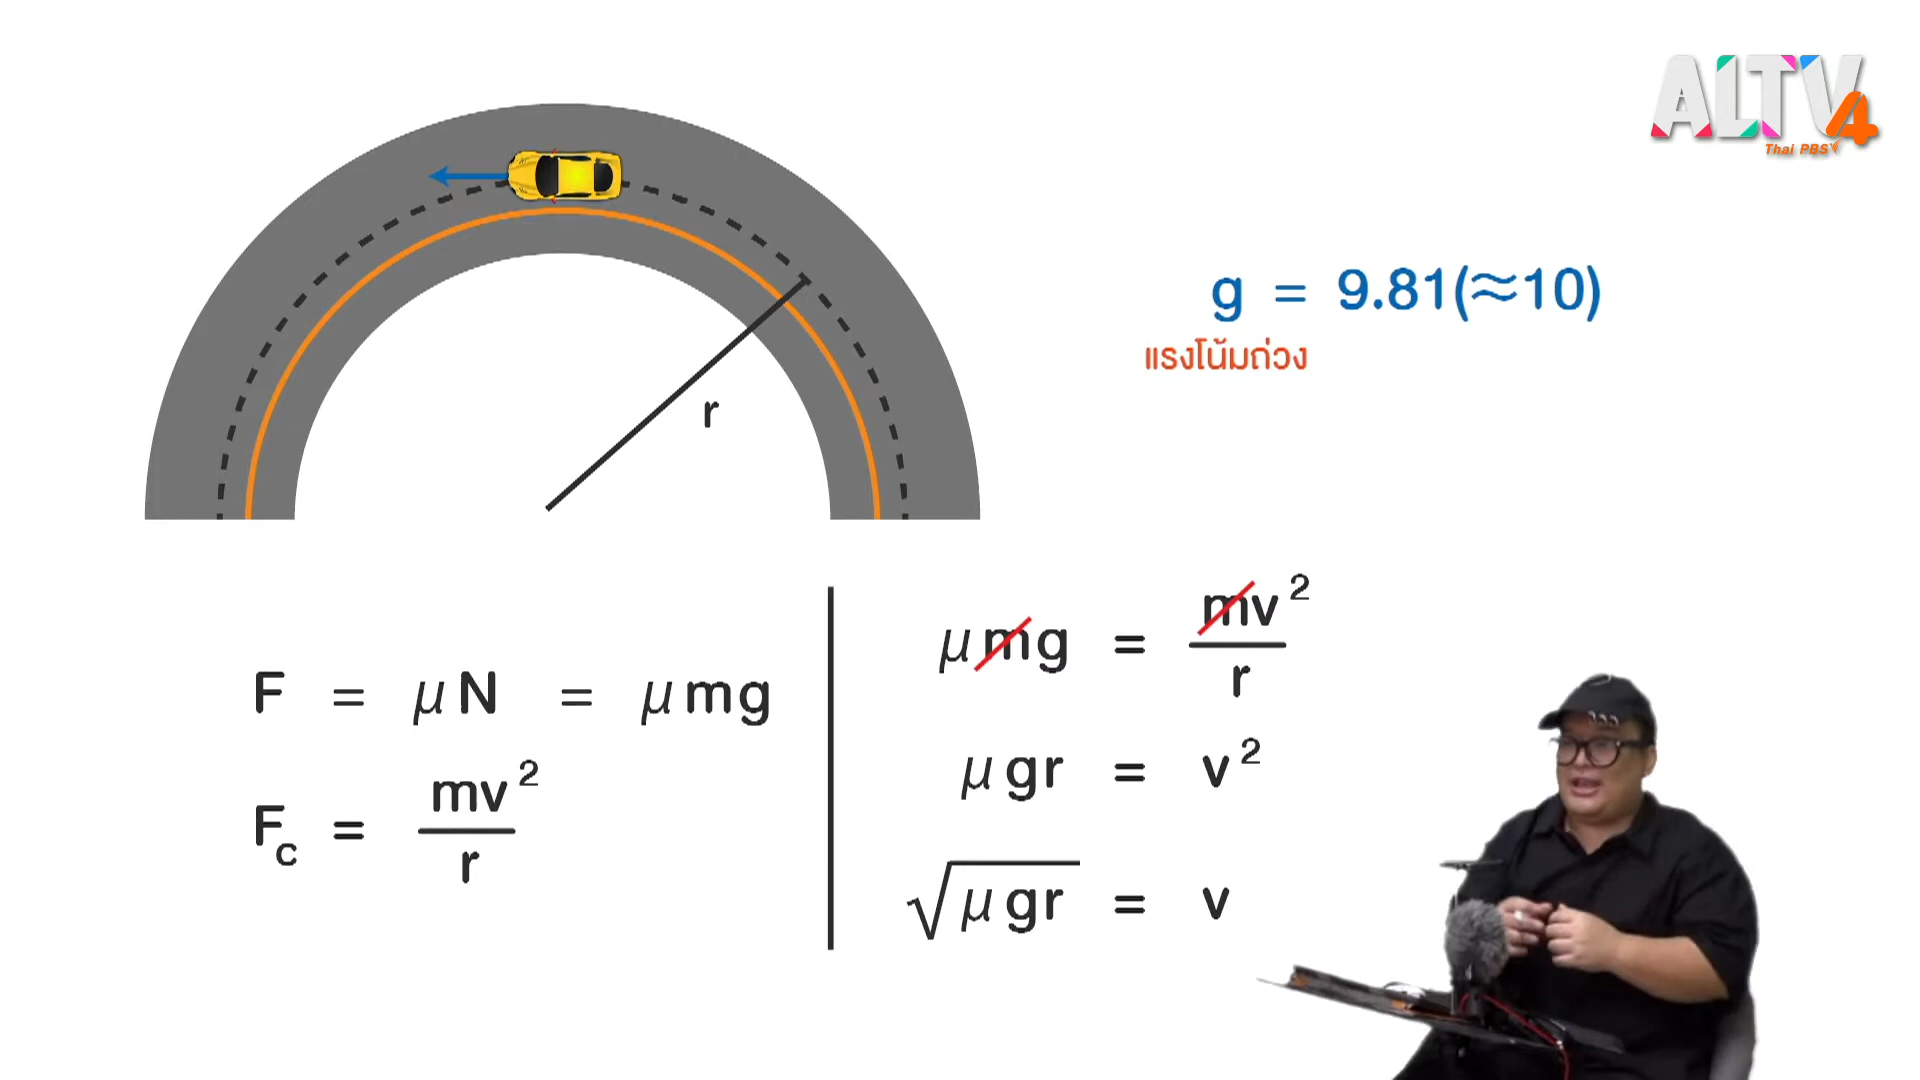 ALTV4
Thai PBS
g = 9.81(≈10)
แรงโน้มถ่วง
r
F = μN = μmg
F_c = mv² / r
μmg = mv² / r
μgr = v²
√μgr = v